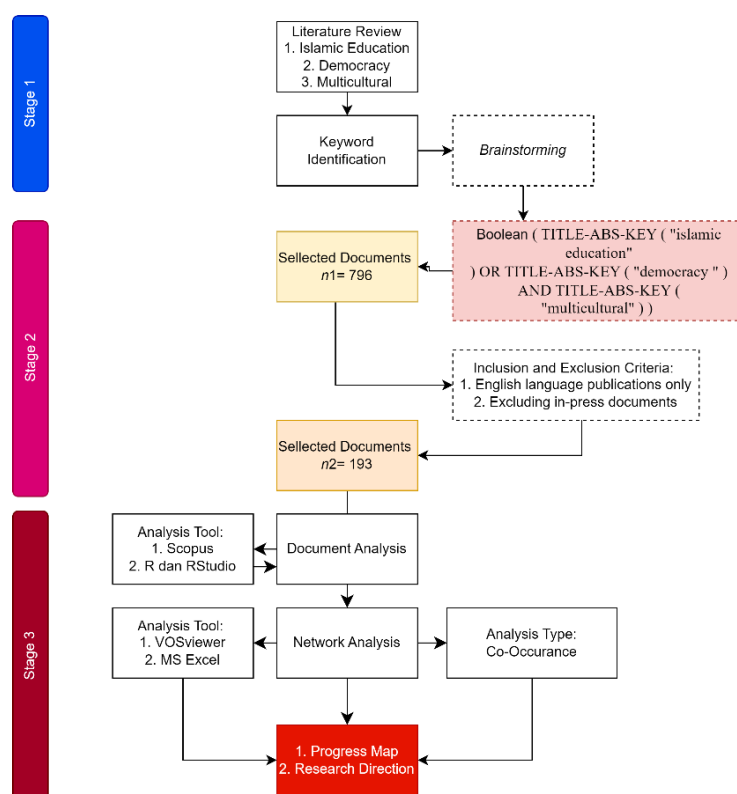 Stage 1
Literature Review
1. Islamic Education
2. Democracy
3. Multicultural
Keyword
Identification
Brainstorming
Stage 2
Boolean ( TITLE-ABS-KEY ( "islamic
education"
) OR TITLE-ABS-KEY ( "democracy " )
AND TITLE-ABS-KEY (
"multicultural" ) )
Sellected Documents
n1= 796
Inclusion and Exclusion Criteria:
1. English language publications only
2. Excluding in-press documents
Sellected Documents
n2= 193
Stage 3
Analysis Tool:
1. Scopus
2. R dan RStudio
Document Analysis
Analysis Tool:
1. VOSviewer
2. MS Excel
Network Analysis
Analysis Type:
Co-Occurance
1. Progress Map
2. Research Direction